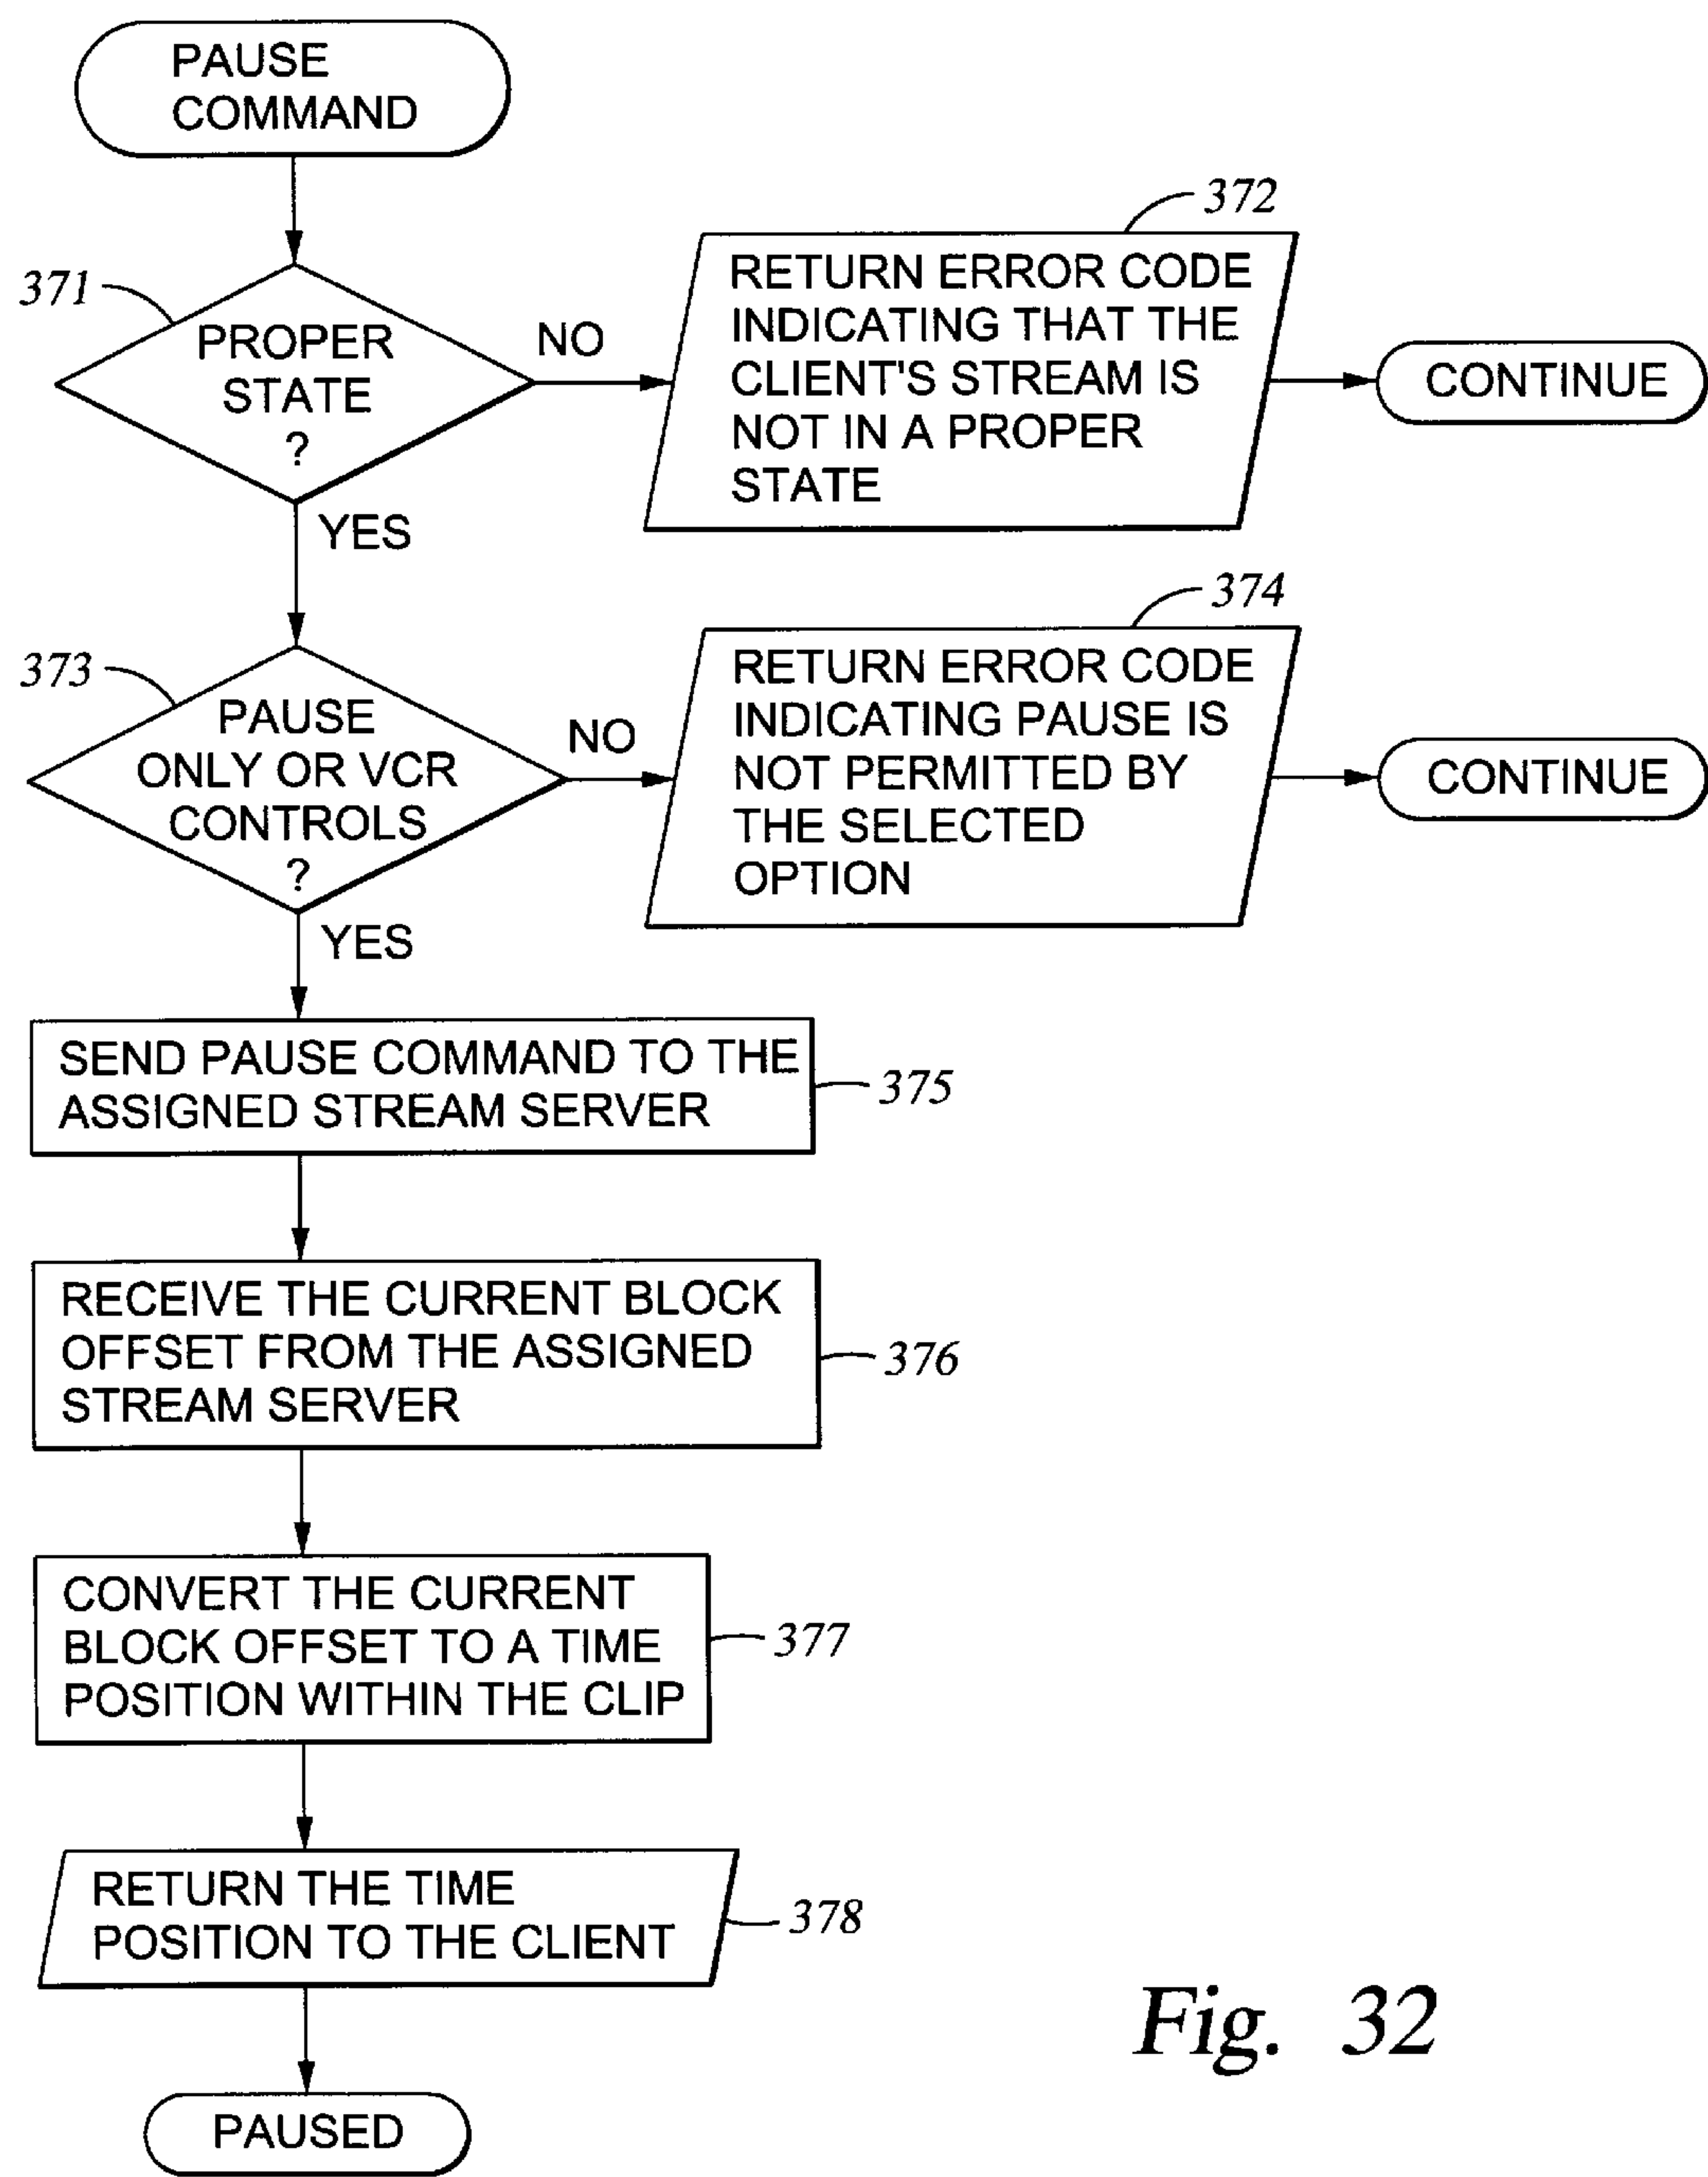 PAUSE
COMMAND
371
PROPER
STATE
?
NO
YES
372
RETURN ERROR CODE
INDICATING THAT THE
CLIENT'S STREAM IS
NOT IN A PROPER
STATE
CONTINUE
373
PAUSE
ONLY OR VCR
CONTROLS
?
NO
YES
374
RETURN ERROR CODE
INDICATING PAUSE IS
NOT PERMITTED BY
THE SELECTED
OPTION
CONTINUE
SEND PAUSE COMMAND TO THE
ASSIGNED STREAM SERVER
375
RECEIVE THE CURRENT BLOCK
OFFSET FROM THE ASSIGNED
STREAM SERVER
376
CONVERT THE CURRENT
BLOCK OFFSET TO A TIME
POSITION WITHIN THE CLIP
377
RETURN THE TIME
POSITION TO THE CLIENT
378
PAUSED
Fig. 32